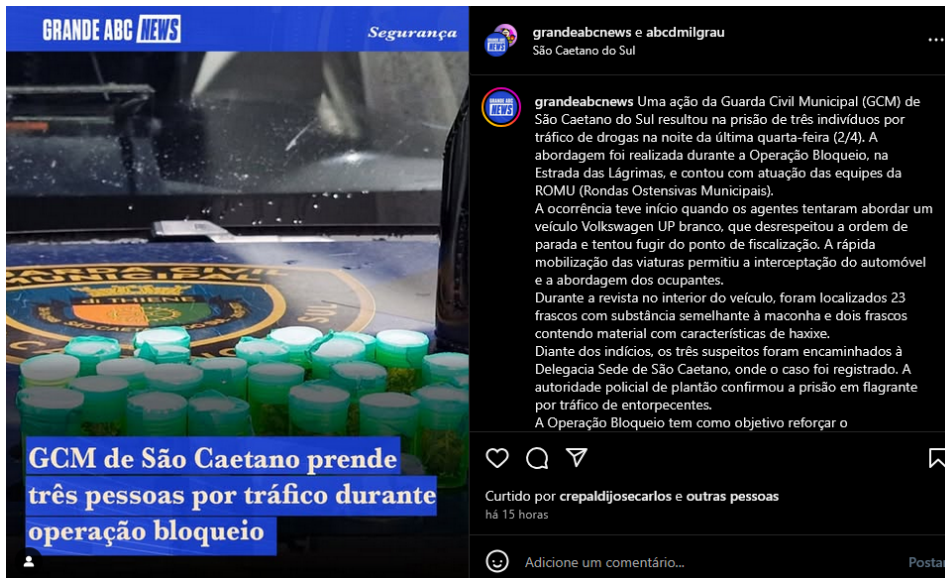 GRANDE ABC NEWS
Segurança
GUARDA CIVIL
MUNICIPAL
di THIENE
GCM de São Caetano prende
três pessoas por tráfico durante
operação bloqueio
grandeabcnews e abcdmilgrau
São Caetano do Sul
grandeabcnews Uma ação da Guarda Civil Municipal (GCM) de
São Caetano do Sul resultou na prisão de três indivíduos por
tráfico de drogas na noite da última quarta-feira (2/4). A
abordagem foi realizada durante a Operação Bloqueio, na
Estrada das Lágrimas, e contou com atuação das equipes da
ROMU (Rondas Ostensivas Municipais).
A ocorrência teve início quando os agentes tentaram abordar um
veículo Volkswagen UP branco, que desrespeitou a ordem de
parada e tentou fugir do ponto de fiscalização. A rápida
mobilização das viaturas permitiu a interceptação do automóvel
e a abordagem dos ocupantes.
Durante a revista no interior do veículo, foram localizados 23
frascos com substância semelhante à maconha e dois frascos
contendo material com características de haxixe.
Diante dos indícios, os três suspeitos foram encaminhados à
Delegacia Sede de São Caetano, onde o caso foi registrado. A
autoridade policial de plantão confirmou a prisão em flagrante
por tráfico de entorpecentes.
A Operação Bloqueio tem como objetivo reforçar o
Curtido por crepaldijosecarlos e outras pessoas
há 15 horas
Adicione um comentário...
Postar